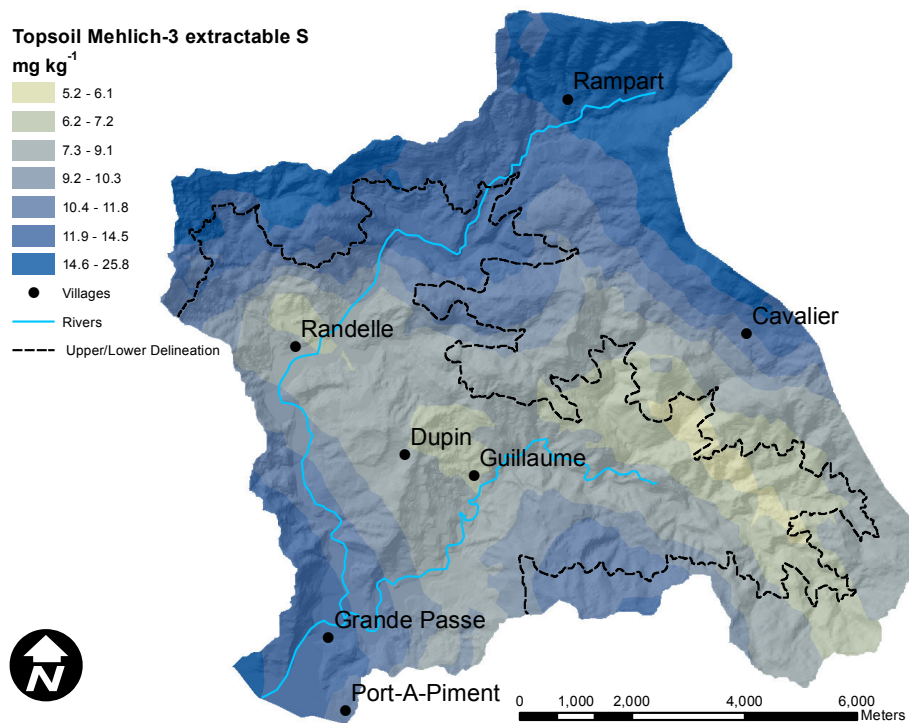 Topsoil Mehlich-3 extractable S
mg kg-1
5.2 - 6.1
6.2 - 7.2
7.3 - 9.1
9.2 - 10.3
10.4 - 11.8
11.9 - 14.5
14.6 - 25.8
Villages
Rivers
Upper/Lower Delineation
Rampart
Cavalier
Randelle
Dupin
Guillaume
Grande Passe
Port-A-Piment
N
0 1,000 2,000 4,000 6,000
Meters